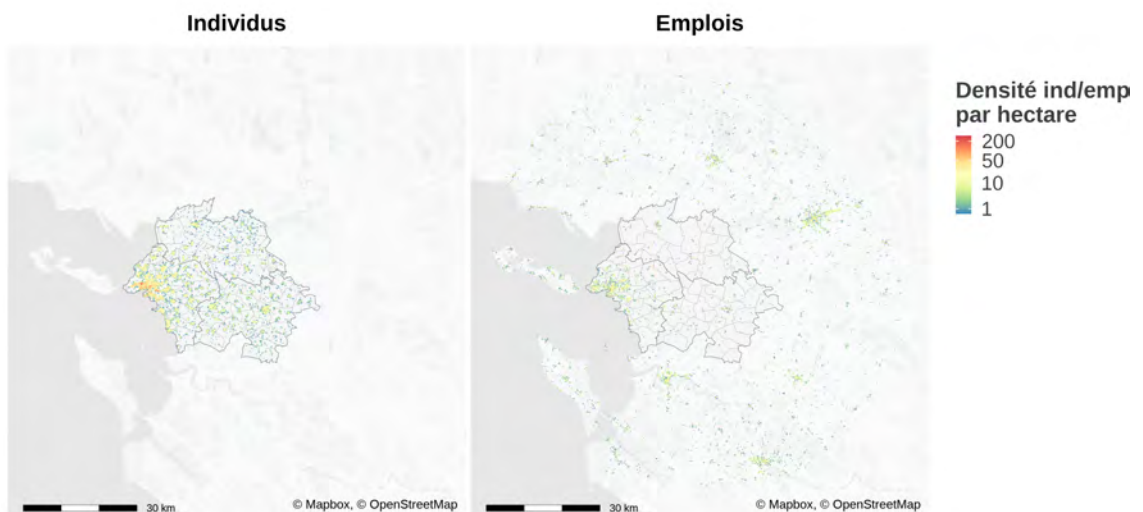 Individus
Emplois
Densité ind/emp
par hectare
200
50
10
1
30 km
© Mapbox, © OpenStreetMap
30 km
© Mapbox, © OpenStreetMap